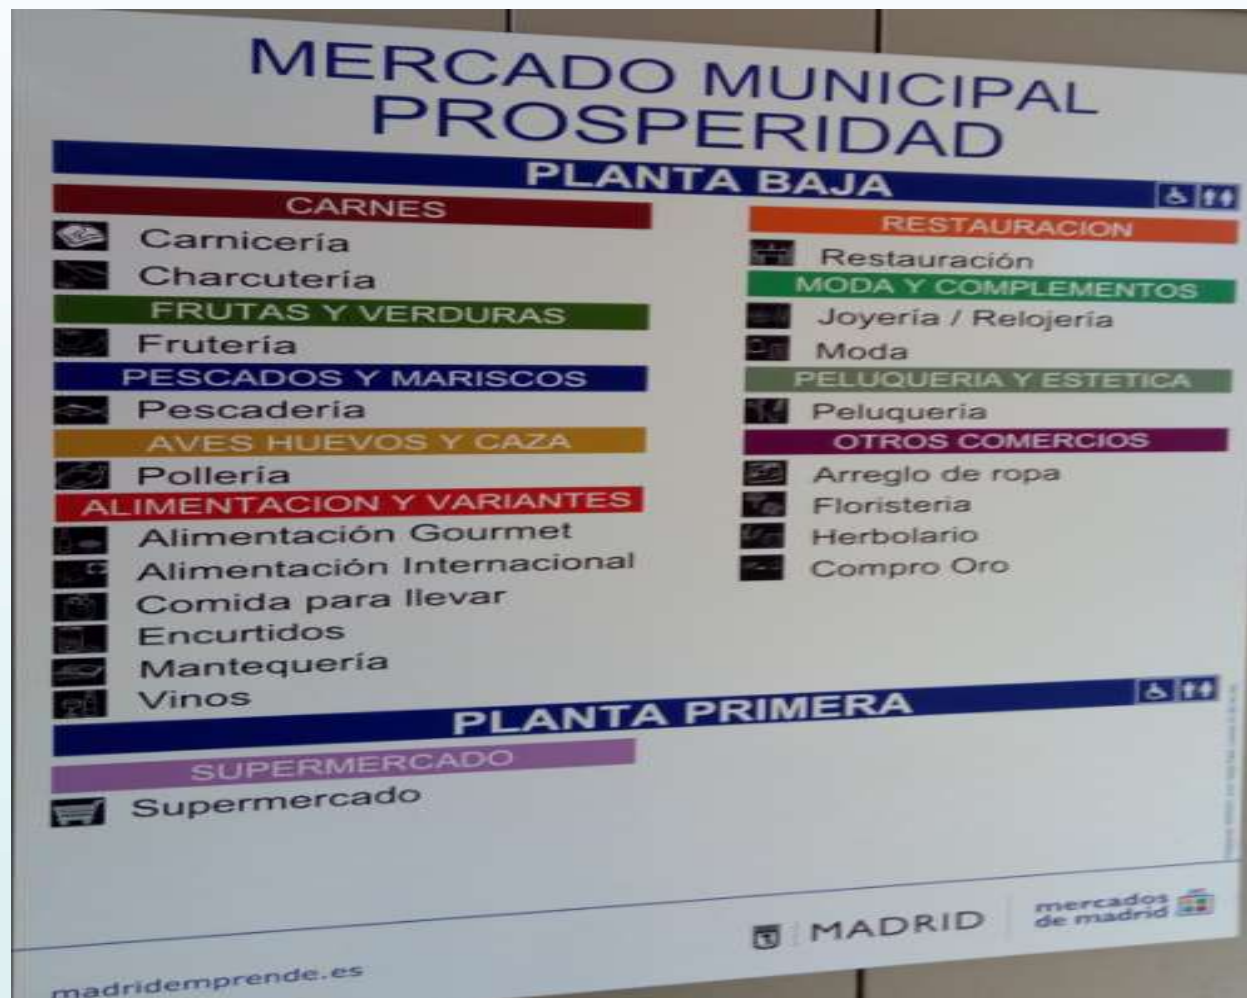 MERCADO MUNICIPAL
PROSPERIDAD
PLANTA BAJA
CARNES
Carnicería
Charcutería
FRUTAS Y VERDURAS
Frutería
PESCADOS Y MARISCOS
Pescadería
AVES HUEVOS Y CAZA
Pollería
ALIMENTACION Y VARIANTES
Alimentación Gourmet
Alimentación Internacional
Comida para llevar
Encurtidos
Mantequería
Vinos
RESTAURACION
Restauración
MODA Y COMPLEMENTOS
Joyería / Relojería
Moda
PELUQUERIA Y ESTETICA
Peluquería
OTROS COMERCIOS
Arreglo de ropa
Floristeria
Herbolario
Compro Oro
PLANTA PRIMERA
SUPERMERCADO
Supermercado
madridemprende.es
MADRID
mercados
de madrid